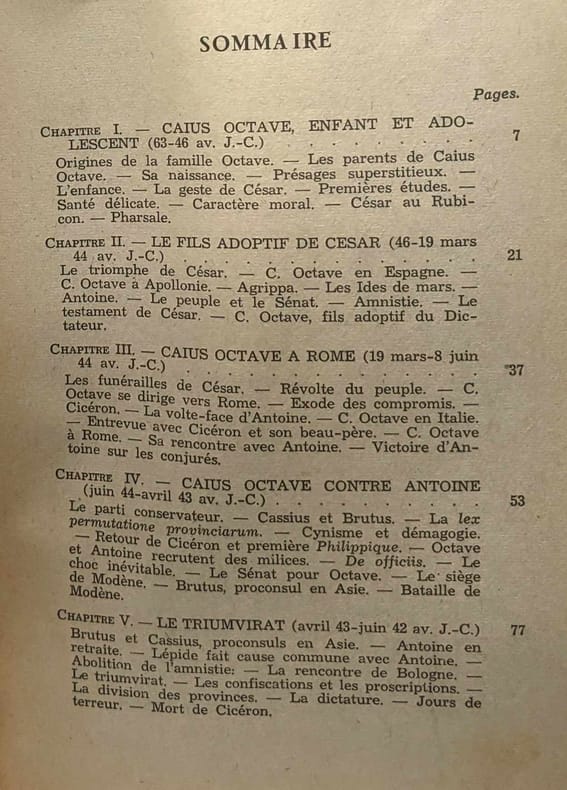 SOMMAIRE
Pages.
CHAPITRE I. — CAIUS OCTAVE, ENFANT ET ADO-
LESCENT (63-46 av. J.-C.) . . . . . . . . 7
Origines de la famille Octave. — Les parents de Caius
Octave. — Sa naissance. — Présages superstitieux. —
L'enfance. — La geste de César. — Premières études. —
Santé délicate. — Caractère moral. — César au Rubi-
con. — Pharsale.
CHAPITRE II. — LE FILS ADOPTIF DE CESAR (46-19 mars
44 av. J.-C.) . . . . . . . . . . . . 21
Le triomphe de César. — C. Octave en Espagne. —
C. Octave à Apollonie. — Agrippa. — Les Ides de mars. —
Antoine. — Le peuple et le Sénat. — Amnistie. — Le
testament de César. — C. Octave, fils adoptif du Dic-
tateur.
CHAPITRE III. — CAIUS OCTAVE A ROME (19 mars-8 juin
44 av. J.-C.) . . . . . . . . . . . . 37
Les funérailles de César. — Révolte du peuple. — C.
Octave se dirige vers Rome. — Exode des compromis. —
Cicéron. — La volte-face d'Antoine. — C. Octave en Italie.
— Entrevue avec Cicéron et son beau-père. — C. Octave
à Rome. — Sa rencontre avec Antoine. — Victoire d'An-
toine sur les conjurés.
CHAPITRE IV. — CAIUS OCTAVE CONTRE ANTOINE
(juin 44-avril 43 av. J.-C.) . . . . . . . . 53
Le parti conservateur. — Cassius et Brutus. — La lex
permutatione provinciarum. — Cynisme et démagogie.
— Retour de Cicéron et première Philippique. — Octave
et Antoine recrutent des milices. — De officiis. — Le
choc inévitable. — Le Sénat pour Octave. — Le siège
de Modène. — Brutus, proconsul en Asie. — Bataille de
Modène.
CHAPITRE V. — LE TRIUMVIRAT (avril 43-juin 42 av. J.-C.) 77
Brutus et Cassius, proconsuls en Asie. — Antoine en
retraite. — Lépide fait cause commune avec Antoine. —
Abolition de l'amnistie: — La rencontre de Bologne. —
Le triumvirat. — Les confiscations et les proscriptions. —
La division des provinces. — La dictature. — Jours de
terreur. — Mort de Cicéron.